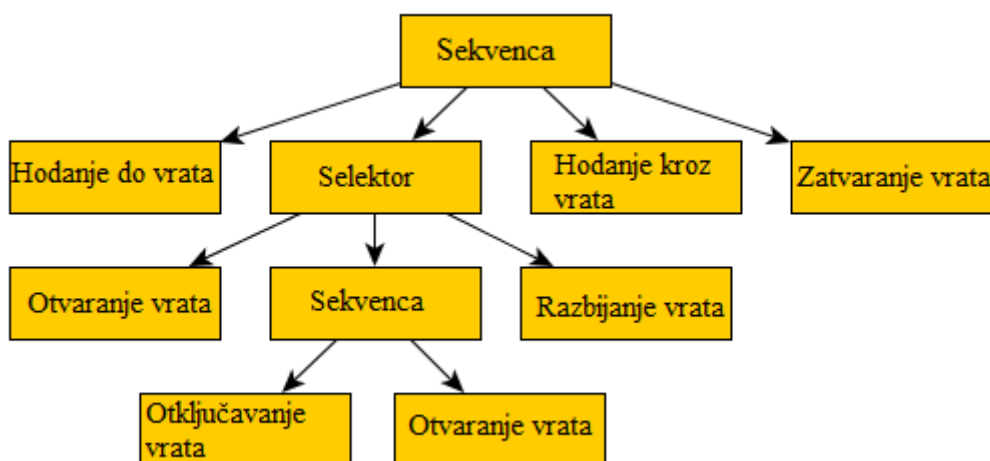 Sekvenca
Hodanje do vrata
Selektor
Hodanje kroz
vrata
Zatvaranje vrata
Otvaranje vrata
Sekvenca
Razbijanje vrata
Otključavanje
vrata
Otvaranje vrata